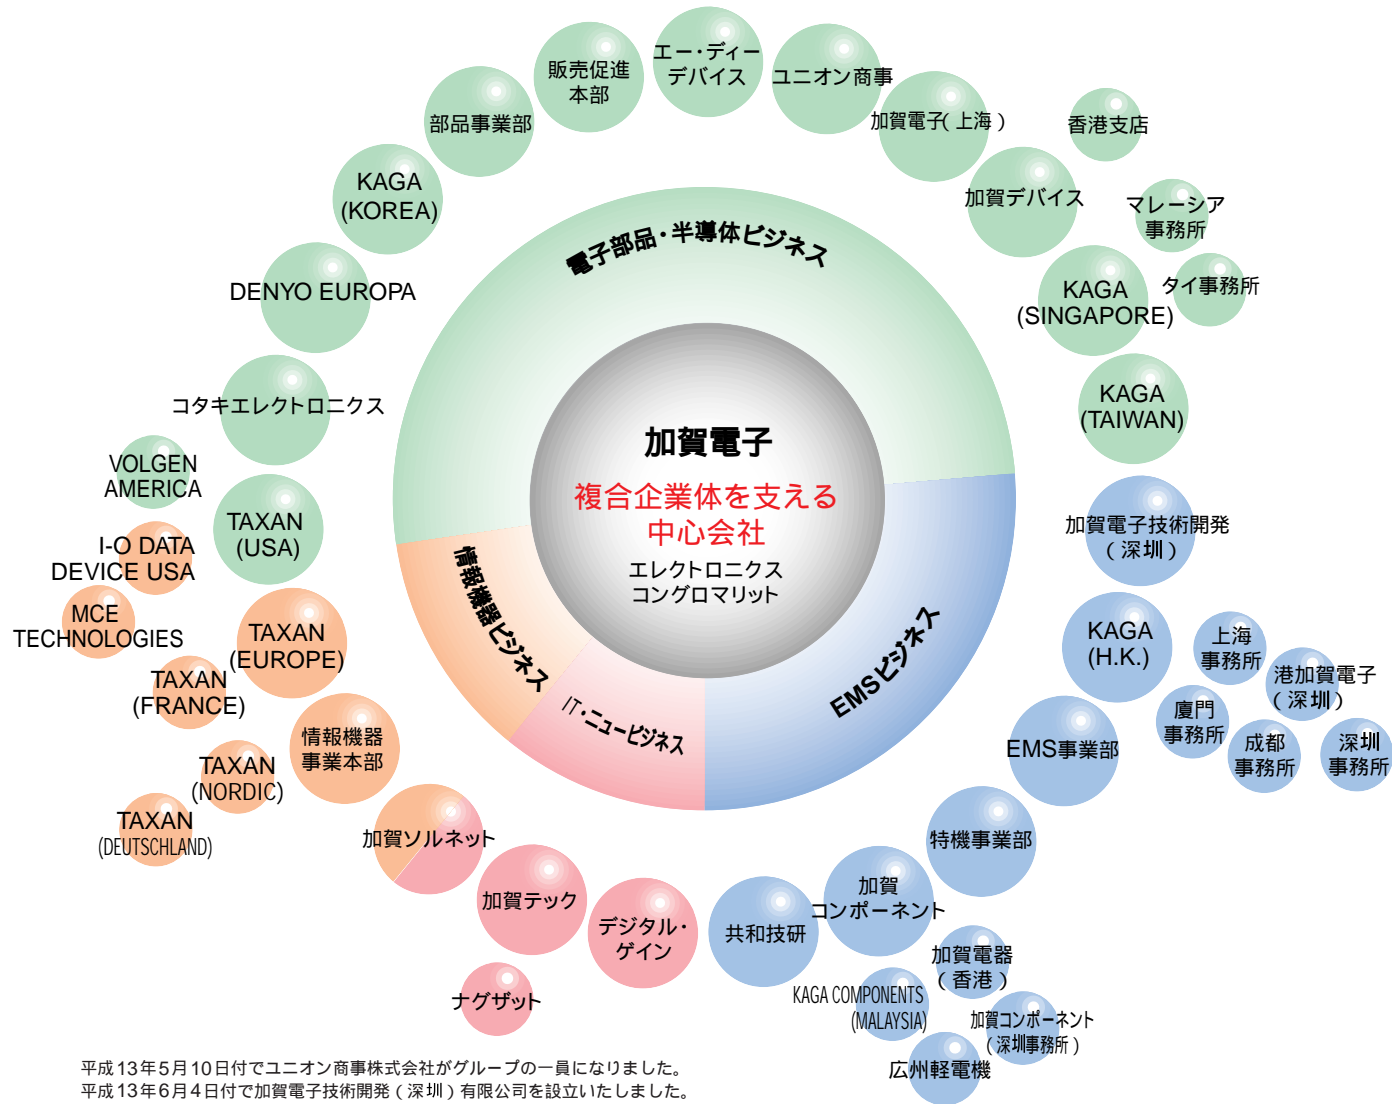 エー・ディー
デバイス
販売促進
本部
ユニオン商事
部品事業部
加賀電子(上海)
香港支店
KAGA
(KOREA)
加賀デバイス
マレーシア
事務所
電子部品・半導体ビジネス
DENYO EUROPA
KAGA
(SINGAPORE)
タイ事務所
コタキエレクトロニクス
KAGA
(TAIWAN)
加賀電子
複合企業体を支える
中心会社
エレクトロニクス
コングロマリット
VOLGEN
AMERICA
TAXAN
(USA)
加賀電子技術開発
(深圳)
I-O DATA
DEVICE USA
MCE
TECHNOLOGIES
TAXAN
(EUROPE)
情報機器ビジネス
EMSビジネス
KAGA
(H.K.)
上海
事務所
港加賀電子
(深圳)
TAXAN
(FRANCE)
IT・ニュービジネス
廈門
事務所
成都
事務所
深圳
事務所
情報機器
事業本部
EMS事業部
TAXAN
(NORDIC)
TAXAN
(DEUTSCHLAND)
加賀ソルネット
特機事業部
加賀テック
デジタル・
ゲイン
共和技研
加賀
コンポーネント
ナグザット
加賀電器
(香港)
KAGA COMPONENTS
(MALAYSIA)
加賀コンポーネント
(深圳事務所)
広州軽電機
平成13年5月10日付でユニオン商事株式会社がグループの一員になりました。
平成13年6月4日付で加賀電子技術開発(深圳)有限公司を設立いたしました。